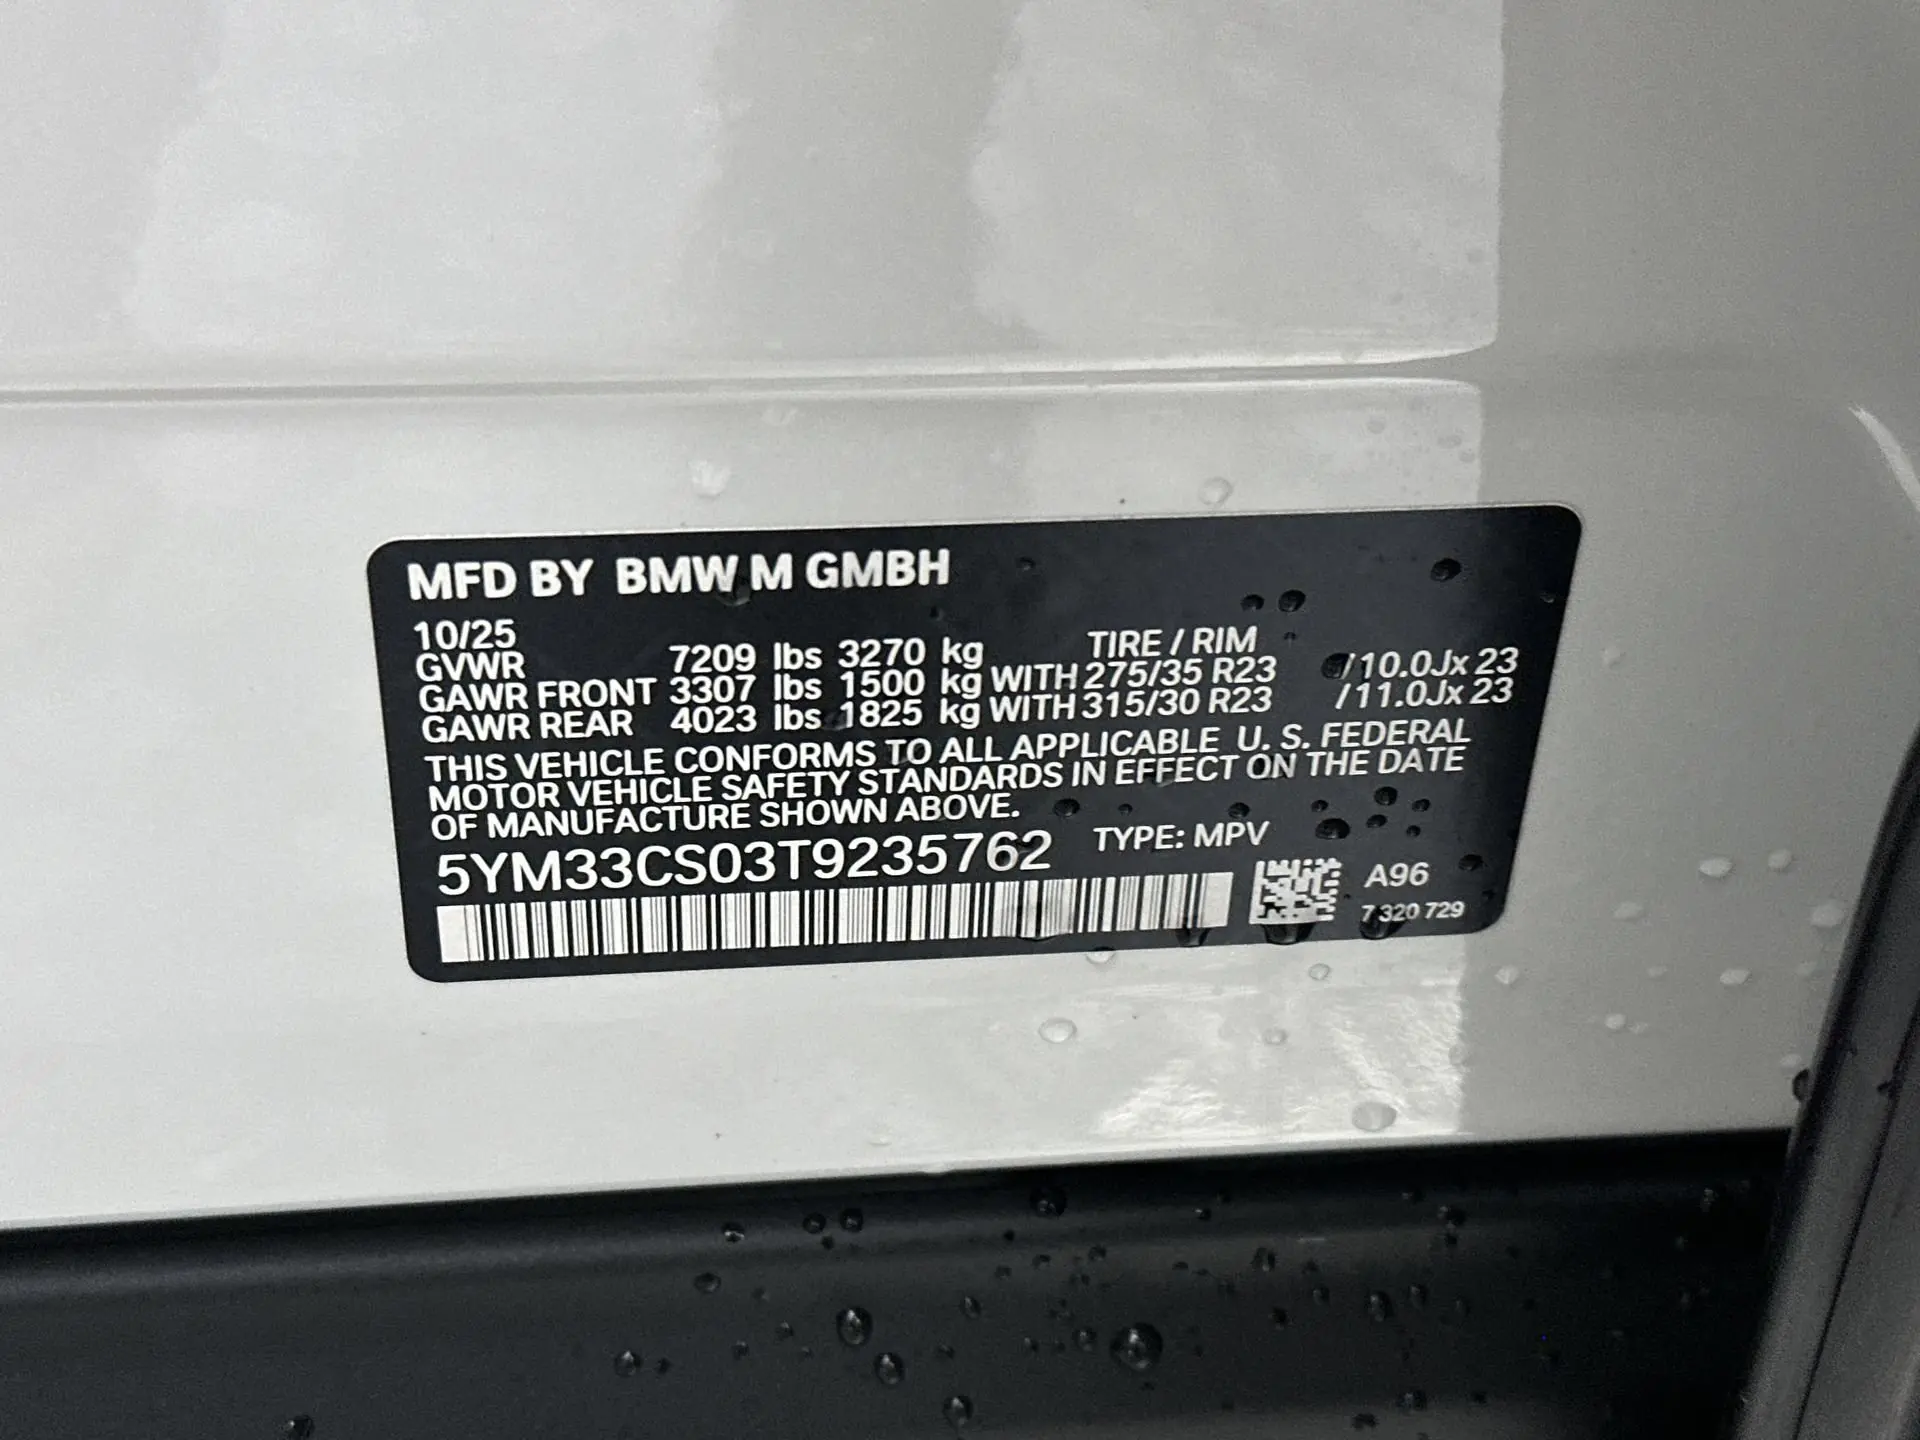 MFD BY BMW M GMBH
10/25
GVWR 7209 lbs 3270 kg TIRE / RIM
GAWR FRONT 3307 lbs 1500 kg WITH 275/35 R23 /10.0Jx 23
GAWR REAR 4023 lbs 1825 kg WITH 315/30 R23 /11.0Jx 23
THIS VEHICLE CONFORMS TO ALL APPLICABLE U. S. FEDERAL
MOTOR VEHICLE SAFETY STANDARDS IN EFFECT ON THE DATE
OF MANUFACTURE SHOWN ABOVE.
5YM33CS03T9235762 TYPE: MPV
A96
7 320 729